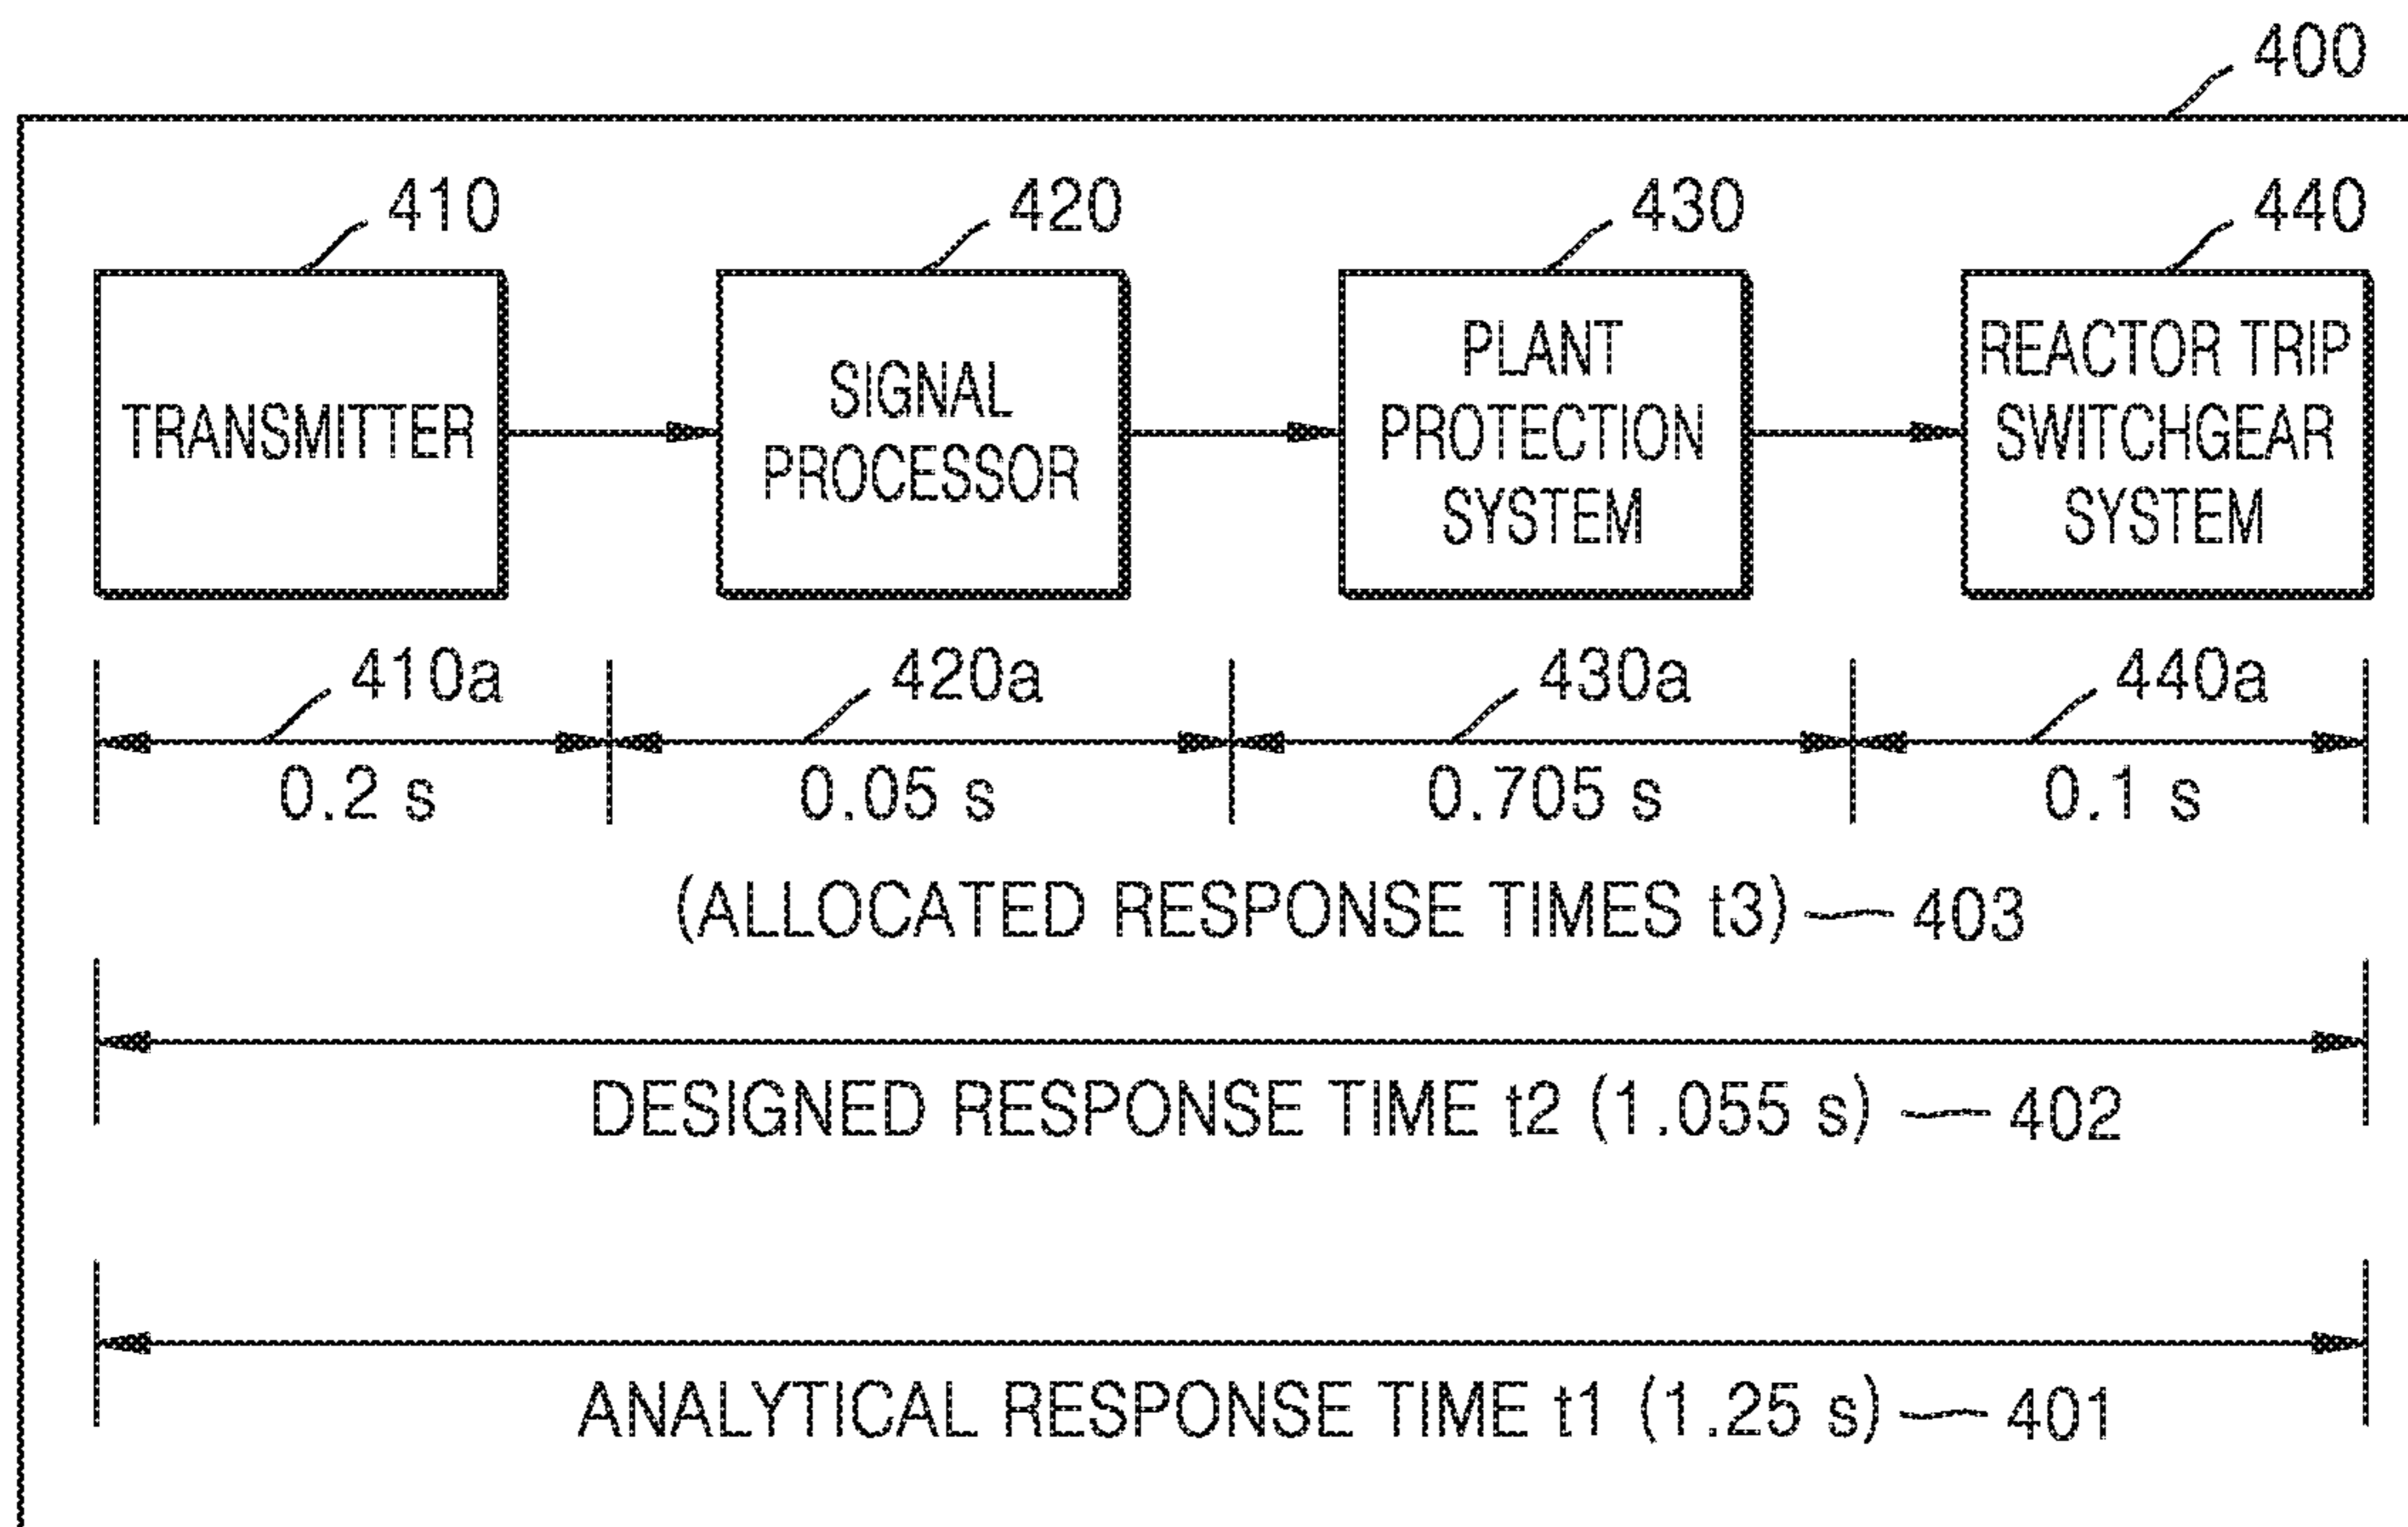 400
410
420
430
440
TRANSMITTER
SIGNAL
PROCESSOR
PLANT
PROTECTION
SYSTEM
REACTOR TRIP
SWITCHGEAR
SYSTEM
410a
420a
430a
440a
0.2 s
0.05 s
0.705 s
0.1 s
(ALLOCATED RESPONSE TIMES t3) 403
DESIGNED RESPONSE TIME t2 (1.055 s) 402
ANALYTICAL RESPONSE TIME t1 (1.25 s) 401